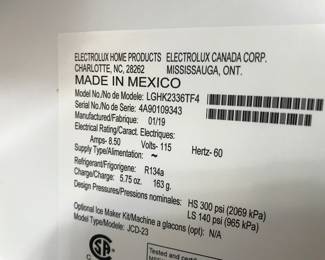 ELECTROLUX HOME PRODUCTS ELECTROLUX CANADA CORP.
CHARLOTTE, NC, 28262 MISSISSAUGA, ONT.
MADE IN MEXICO
Model No./No de Modele: LGHK2336TF4
Serial No./No de Serie: 4A90109343
Manufactured/Fabrique: 01/19
Electrical Rating/Caract. Electriques:
Amps- 8.50 Volts- 115 Hertz- 60
Supply Type/Alimentation: ~
Refrigerant/Frigorigene: R134a
Charge/Charge: 5.75 oz. 163 g.
Design Pressures/Pressions nominales: HS 300 psi (2069 kPa)
LS 140 psi (965 kPa)
Optional Ice Maker Kit/Machine a glacons (opt): N/A
Model Type/Modele: JCD-23
Tested and certified